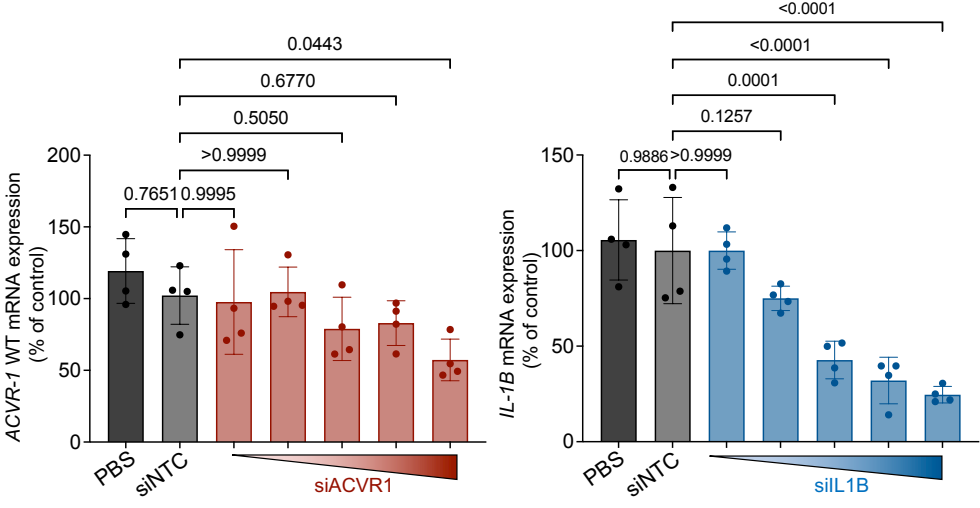 0.0443
0.6770
0.5050
>0.9999
0.7651 0.9995
200
150
100
50
0
ACVR-1 WT mRNA expression
(% of control)
PBS
siNTC
siACVR1
<0.0001
<0.0001
0.0001
0.1257
0.9886 >0.9999
150
100
50
0
IL-1B mRNA expression
(% of control)
PBS
siNTC
siIL1B